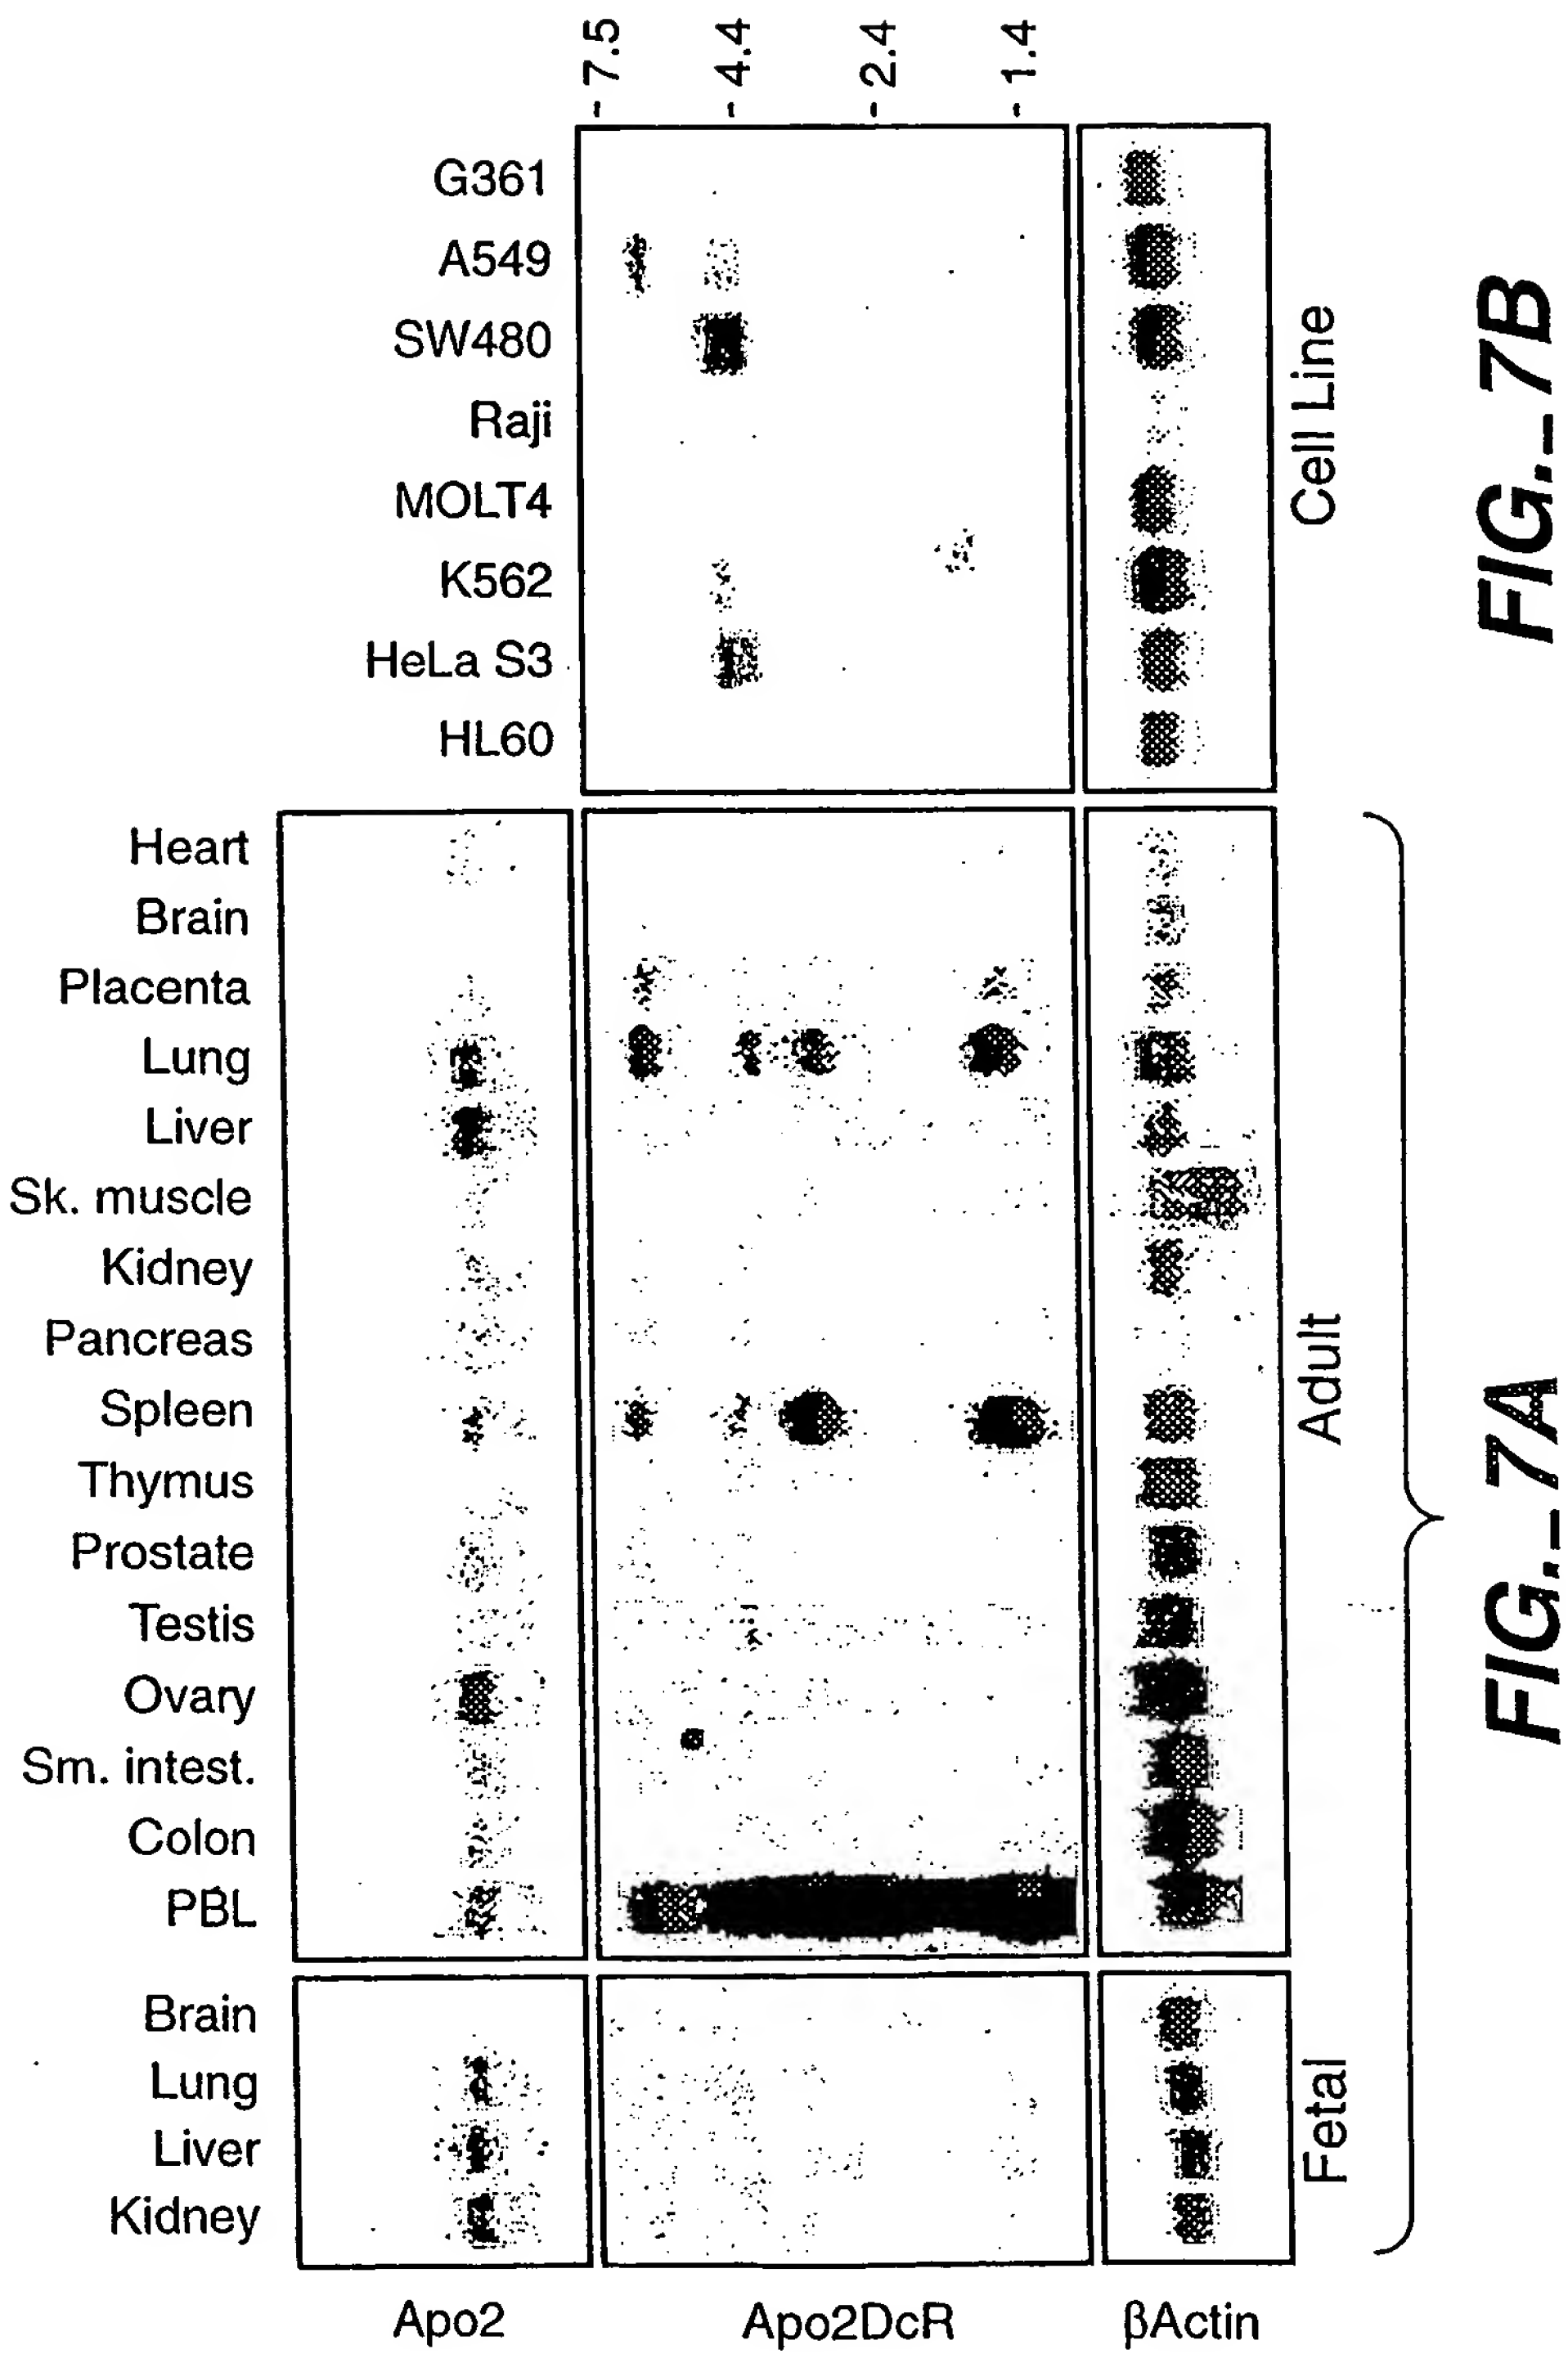 - 7.5
- 4.4
- 2.4
- 1.4
G361
A549
SW480
Raji
MOLT4
K562
HeLa S3
HL60
Cell Line
FIG._7B
Heart
Brain
Placenta
Lung
Liver
Sk. muscle
Kidney
Pancreas
Spleen
Thymus
Prostate
Testis
Ovary
Sm. intest.
Colon
PBL
Adult
FIG._7A
Brain
Lung
Liver
Kidney
Fetal
Apo2
Apo2DcR
βActin